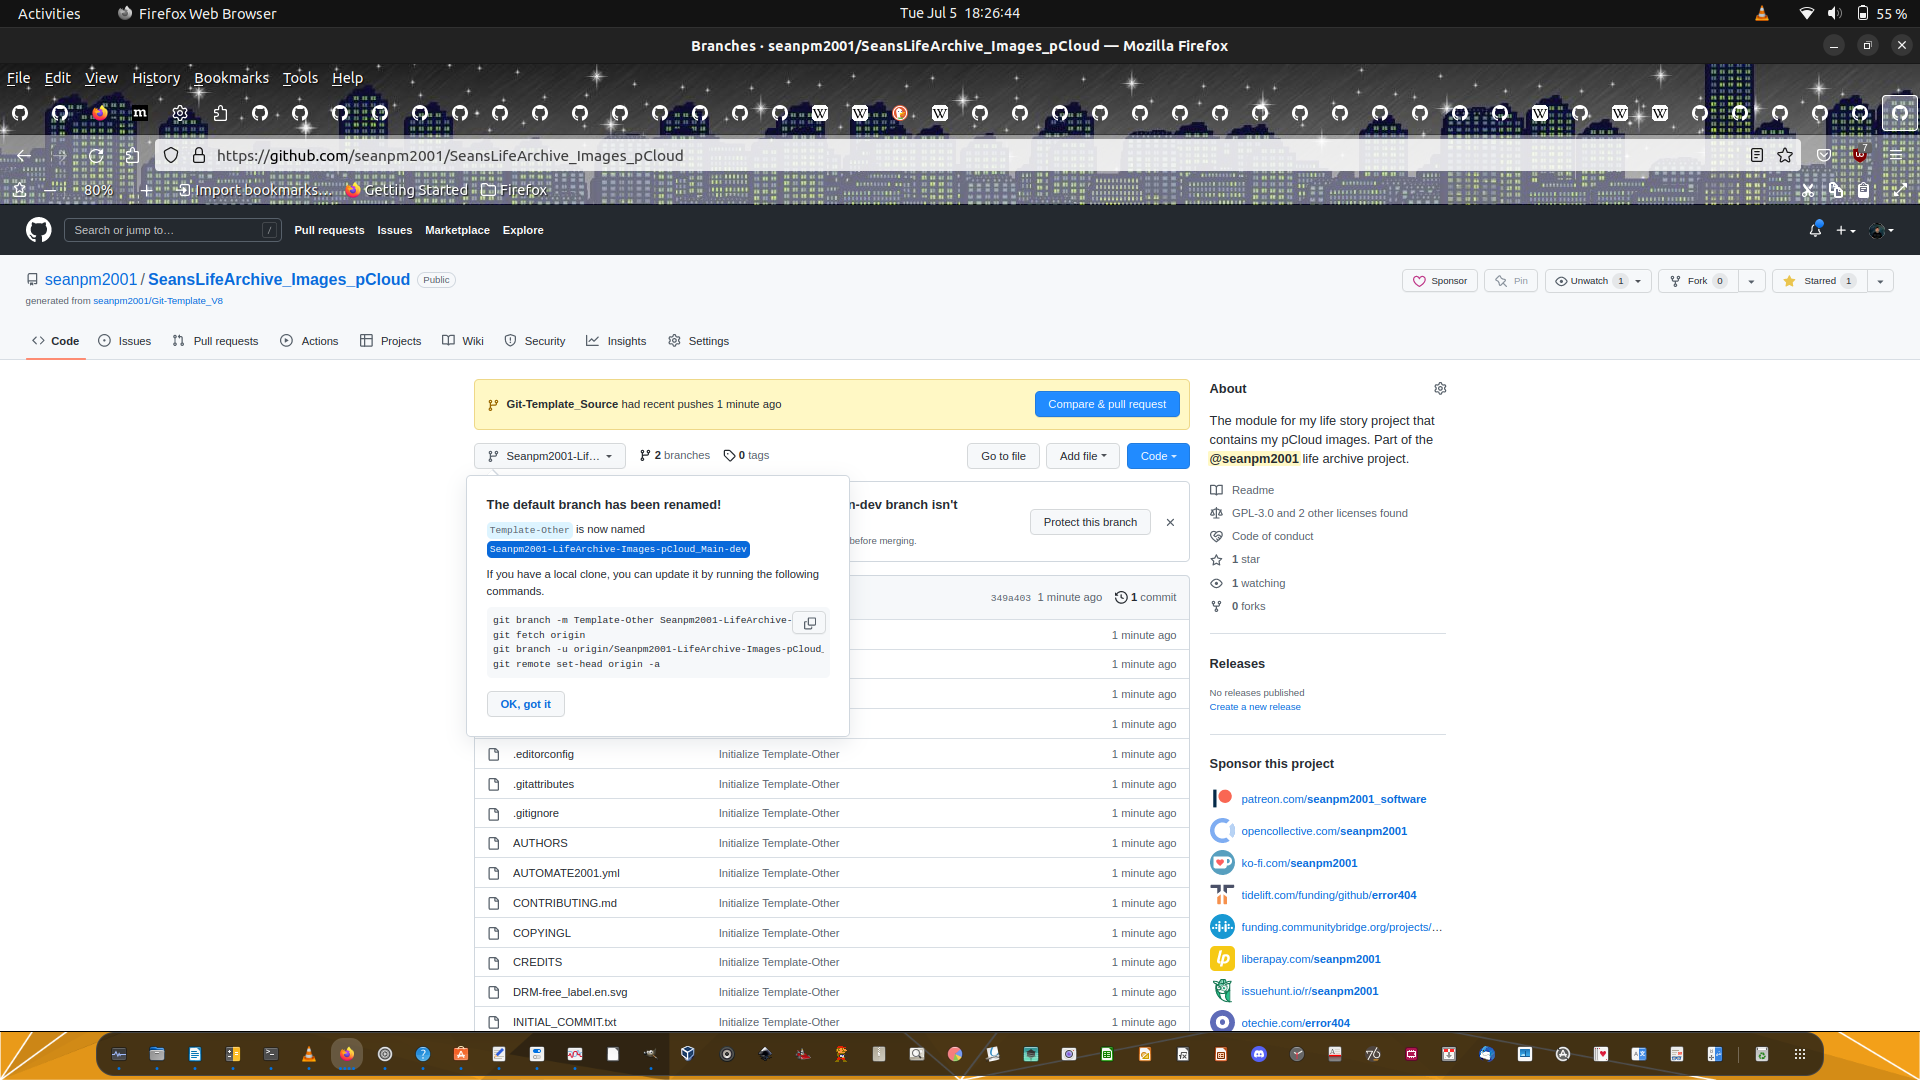 Activities
Firefox Web Browser
Tue Jul 5 18:26:44
55 %
Branches · seanpm2001/SeansLifeArchive_Images_pCloud — Mozilla Firefox
File Edit View History Bookmarks Tools Help
https://github.com/seanpm2001/SeansLifeArchive_Images_pCloud
7
80%
Import bookmarks...
Getting Started
Firefox
Search or jump to…
/
Pull requests
Issues
Marketplace
Explore
seanpm2001 / SeansLifeArchive_Images_pCloud
Public
generated from seanpm2001/Git-Template_V8
Sponsor
Pin
Unwatch 1
Fork 0
Starred 1
Code
Issues
Pull requests
Actions
Projects
Wiki
Security
Insights
Settings
Git-Template_Source had recent pushes 1 minute ago
Compare & pull request
Seanpm2001-Lif…
2 branches
0 tags
Go to file
Add file
Code
The default branch has been renamed!
Template-Other is now named
Seanpm2001-LifeArchive-Images-pCloud_Main-dev
If you have a local clone, you can update it by running the following
commands.
git branch -m Template-Other Seanpm2001-LifeArchive-
git fetch origin
git branch -u origin/Seanpm2001-LifeArchive-Images-pCloud_
git remote set-head origin -a
OK, got it
n-dev branch isn't
before merging.
Protect this branch
349a403 1 minute ago
1 commit
1 minute ago
1 minute ago
1 minute ago
1 minute ago
.editorconfig Initialize Template-Other 1 minute ago
.gitattributes Initialize Template-Other 1 minute ago
.gitignore Initialize Template-Other 1 minute ago
AUTHORS Initialize Template-Other 1 minute ago
AUTOMATE2001.yml Initialize Template-Other 1 minute ago
CONTRIBUTING.md Initialize Template-Other 1 minute ago
COPYINGL Initialize Template-Other 1 minute ago
CREDITS Initialize Template-Other 1 minute ago
DRM-free_label.en.svg Initialize Template-Other 1 minute ago
INITIAL_COMMIT.txt Initialize Template-Other 1 minute ago
About
The module for my life story project that
contains my pCloud images. Part of the
@seanpm2001 life archive project.
Readme
GPL-3.0 and 2 other licenses found
Code of conduct
1 star
1 watching
0 forks
Releases
No releases published
Create a new release
Sponsor this project
patreon.com/seanpm2001_software
opencollective.com/seanpm2001
ko-fi.com/seanpm2001
tidelift.com/funding/github/error404
funding.communitybridge.org/projects/…
liberapay.com/seanpm2001
issuehunt.io/r/seanpm2001
otechie.com/error404